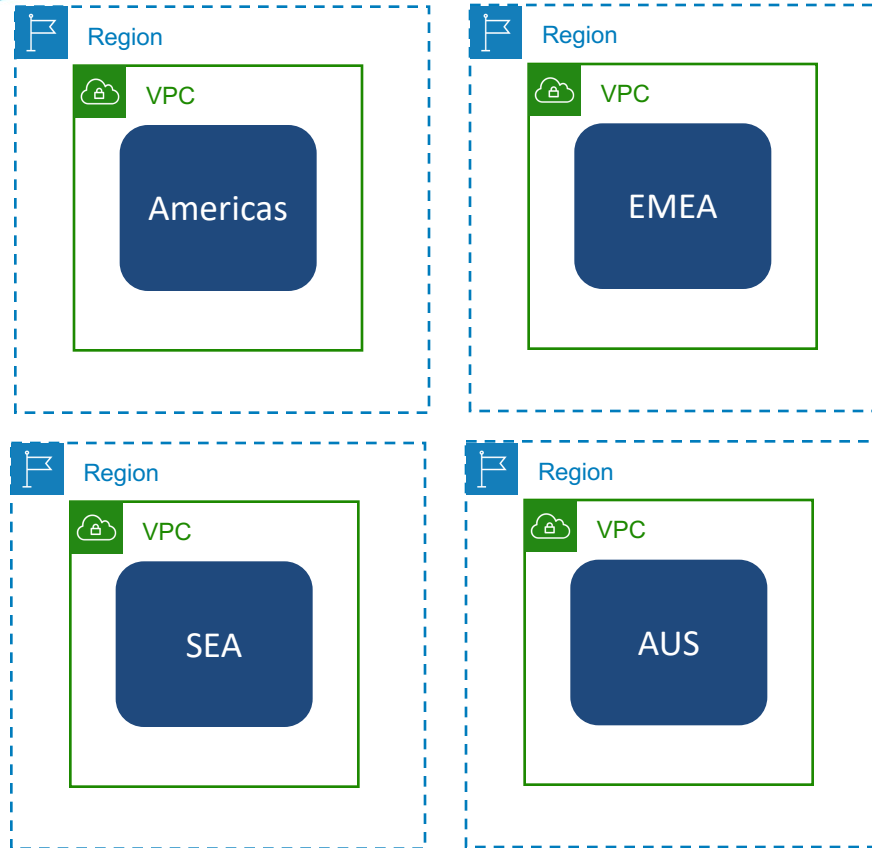 Region
VPC
Americas
Region
VPC
EMEA
Region
VPC
SEA
Region
VPC
AUS